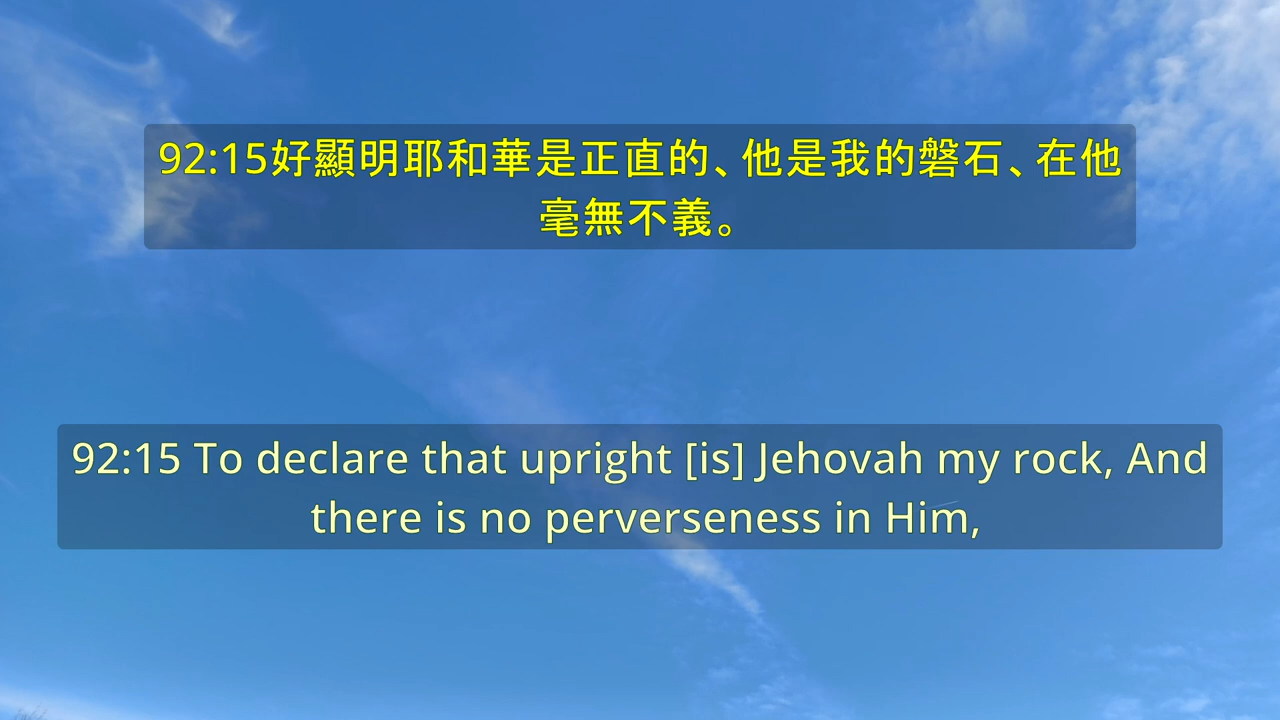 92:15好顯明耶和華是正直的、他是我的磐石、在他
毫無不義。
92:15 To declare that upright [is] Jehovah my rock, And
there is no perverseness in Him,